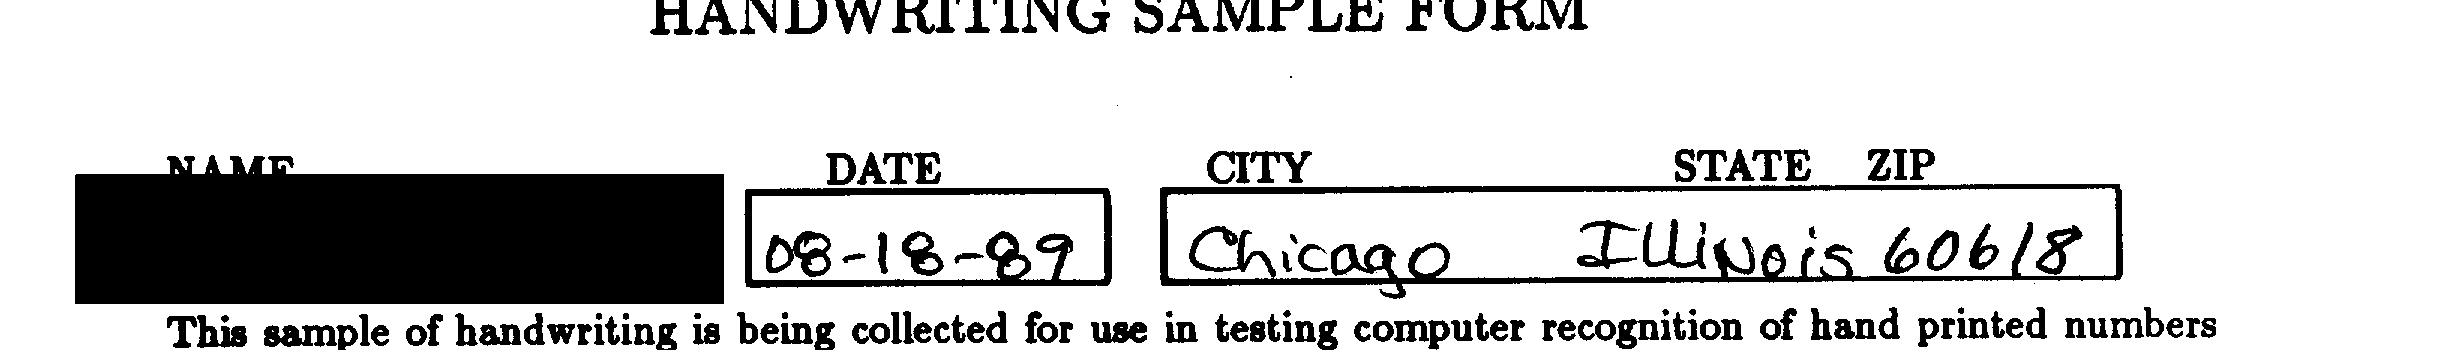 HANDWRITING SAMPLE FORM
NAME DATE CITY STATE ZIP
08-18-89 Chicago Illinois 60618
This sample of handwriting is being collected for use in testing computer recognition of hand printed numbers